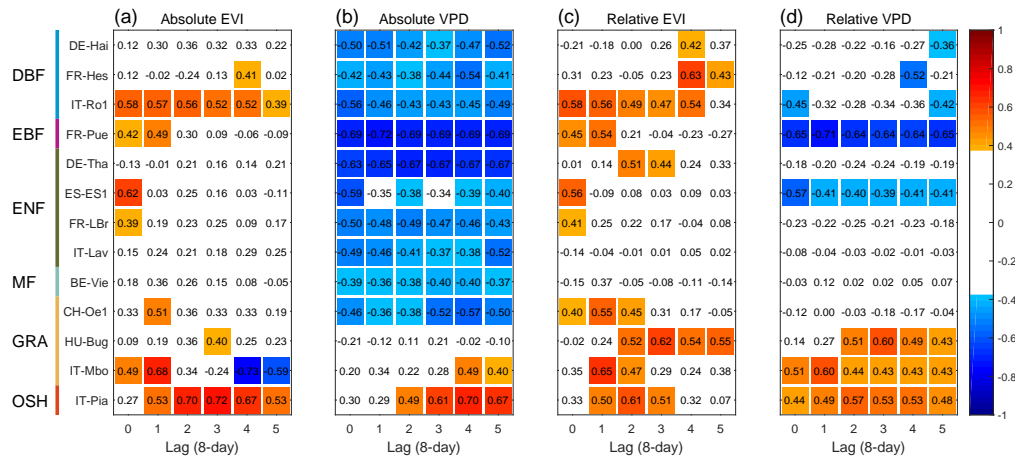 (a) Absolute EVI (b) Absolute VPD (c) Relative EVI (d) Relative VPD
DE-Hai 0.12 0.30 0.36 0.32 0.33 0.22 -0.50 -0.51 -0.42 -0.37 -0.47 -0.52 -0.21 -0.18 0.00 0.26 0.42 0.37 -0.25 -0.28 -0.22 -0.16 -0.27 -0.36
DBF
FR-Hes 0.12 -0.02 -0.24 0.13 0.41 0.02 -0.42 -0.43 -0.38 -0.44 -0.54 -0.41 0.31 0.23 -0.05 0.23 0.63 0.43 -0.12 -0.23 -0.28 -0.24 -0.52 -0.21
IT-Ro1 0.58 0.57 0.56 0.52 0.52 0.39 -0.56 -0.46 -0.43 -0.43 -0.45 -0.49 0.58 0.56 0.49 0.47 0.54 0.34 -0.45 -0.32 -0.28 -0.34 -0.33 -0.42
EBF FR-Pue 0.42 0.49 0.30 0.09 -0.06 -0.09 -0.69 -0.72 -0.69 -0.69 -0.69 -0.69 0.45 0.54 0.21 -0.04 -0.23 -0.27 -0.65 -0.71 -0.64 -0.64 -0.64 -0.65
DE-Tha -0.13 -0.01 0.21 0.16 0.14 0.21 -0.63 -0.65 -0.67 -0.67 -0.67 -0.67 0.01 0.14 0.51 0.44 0.24 0.33 -0.18 -0.20 -0.24 -0.24 -0.19 -0.19
ES-ES1 0.62 0.03 0.25 0.16 0.03 -0.11 -0.59 -0.35 -0.38 -0.34 -0.39 -0.40 0.56 -0.09 0.08 0.03 0.09 -0.05 -0.57 -0.41 -0.40 -0.39 -0.41 -0.41
ENF
FR-LBr 0.39 0.19 0.24 0.25 0.09 0.17 -0.50 -0.48 -0.49 -0.47 -0.46 -0.43 0.41 0.25 0.22 0.19 -0.04 0.08 -0.23 -0.22 -0.25 -0.22 -0.22 -0.16
IT-Lav 0.15 0.24 0.21 0.18 0.29 0.25 -0.49 -0.46 -0.41 -0.37 -0.38 -0.52 -0.14 -0.04 -0.01 0.05 0.14 0.05 -0.08 -0.04 -0.02 -0.01 -0.01 -0.03
MF BE-Vie 0.18 0.36 0.26 0.15 0.08 -0.05 -0.39 -0.36 -0.38 -0.40 -0.40 -0.37 -0.15 0.07 -0.05 -0.08 -0.11 -0.14 -0.03 -0.02 0.03 0.02 0.05 0.07
CH-Oe1 0.33 0.51 0.36 0.33 0.33 0.19 -0.46 -0.36 -0.38 -0.52 -0.57 -0.50 0.40 0.55 0.45 0.31 0.17 -0.05 -0.12 0.00 -0.03 -0.18 -0.17 -0.04
GRA HU-Bug 0.09 0.19 0.36 0.40 0.25 0.23 -0.21 -0.12 0.11 0.21 -0.02 -0.10 -0.02 0.26 0.52 0.62 0.54 0.55 0.14 0.27 0.51 0.60 0.49 0.43
IT-Mbo 0.49 0.68 0.34 -0.24 -0.73 -0.59 0.20 0.34 0.22 0.28 0.49 0.40 0.35 0.65 0.47 0.29 -0.34 -0.38 0.51 0.60 0.44 0.43 0.43 0.43
OSH IT-Pia 0.27 0.53 0.70 0.72 0.67 0.53 0.30 0.29 0.49 0.61 0.70 0.67 0.33 0.50 0.61 0.51 0.32 0.07 0.44 0.49 0.57 0.53 0.53 0.48
0 1 2 3 4 5 0 1 2 3 4 5 0 1 2 3 4 5 0 1 2 3 4 5
Lag (8-day) Lag (8-day) Lag (8-day) Lag (8-day)
1
0.8
0.6
0.4
0.2
0
-0.2
-0.4
-0.6
-0.8
-1